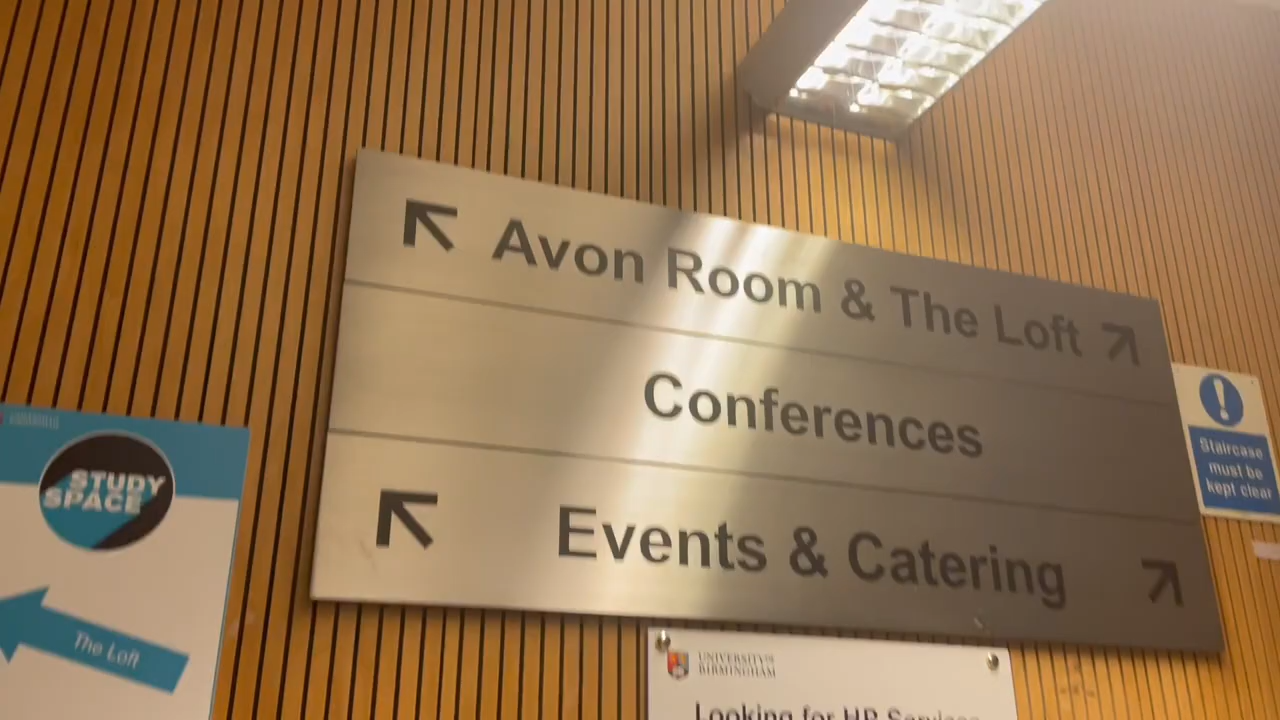 Avon Room & The Loft
Conferences
Events & Catering
STUDY
SPACE
The Loft
Staircase
must be
kept clear
UNIVERSITY OF
BIRMINGHAM
Looking for HR Services